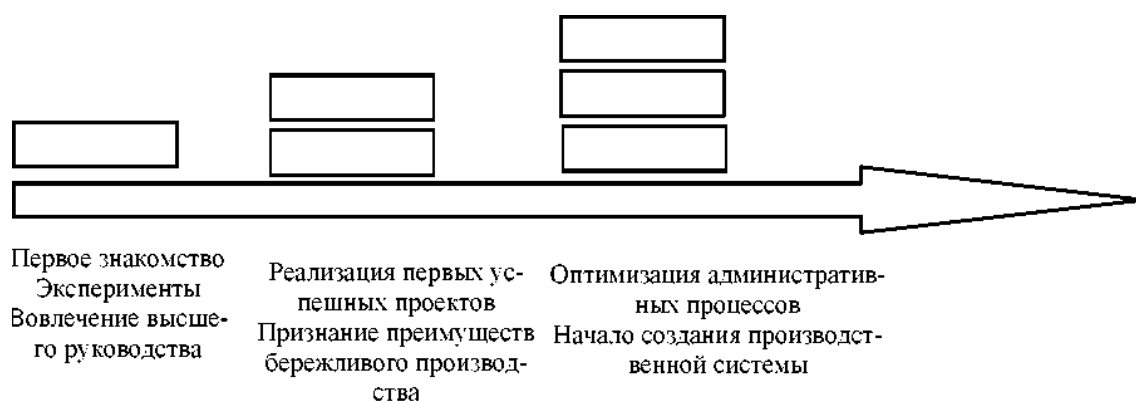 Первое знакомство
Эксперименты
Вовлечение высше-
го руководства
Реализация первых ус-
пешных проектов
Признание преимуществ
бережливого производ-
ства
Оптимизация административ-
ных процессов
Начало создания производст-
венной системы